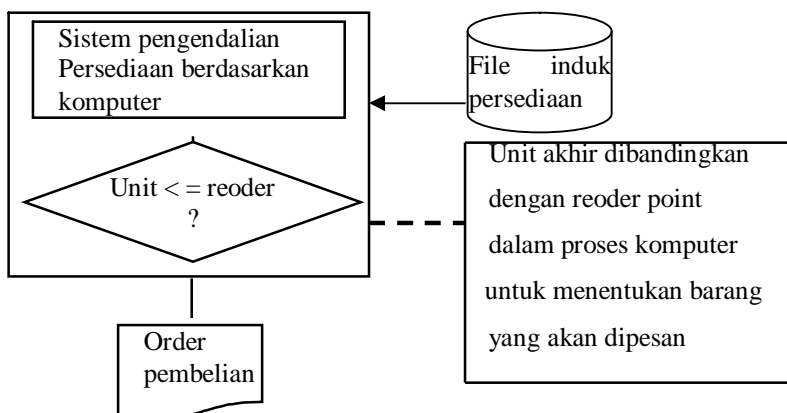 Sistem pengendalian
Persediaan berdasarkan
komputer
File induk
persediaan
Unit < = reoder
?
Unit akhir dibandingkan
dengan reoder point
dalam proses komputer
untuk menentukan barang
yang akan dipesan
Order
pembelian